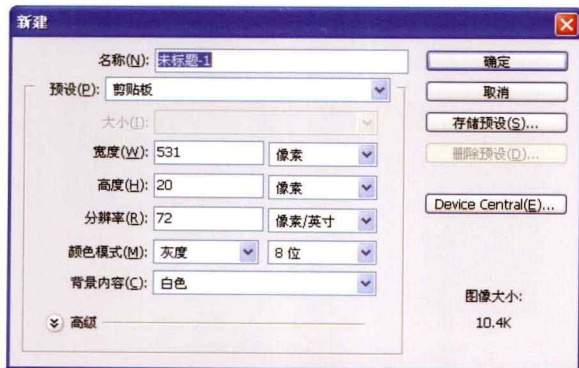 新建
名称(N): 未标题-1
确定
预设(P): 剪贴板
取消
大小(I):
存储预设(S)...
宽度(W): 531 像素
删除预设(D)...
高度(H): 20 像素
分辨率(R): 72 像素/英寸
Device Central(E)...
颜色模式(M): 灰度 8 位
背景内容(C): 白色
图像大小:
高级
10.4K